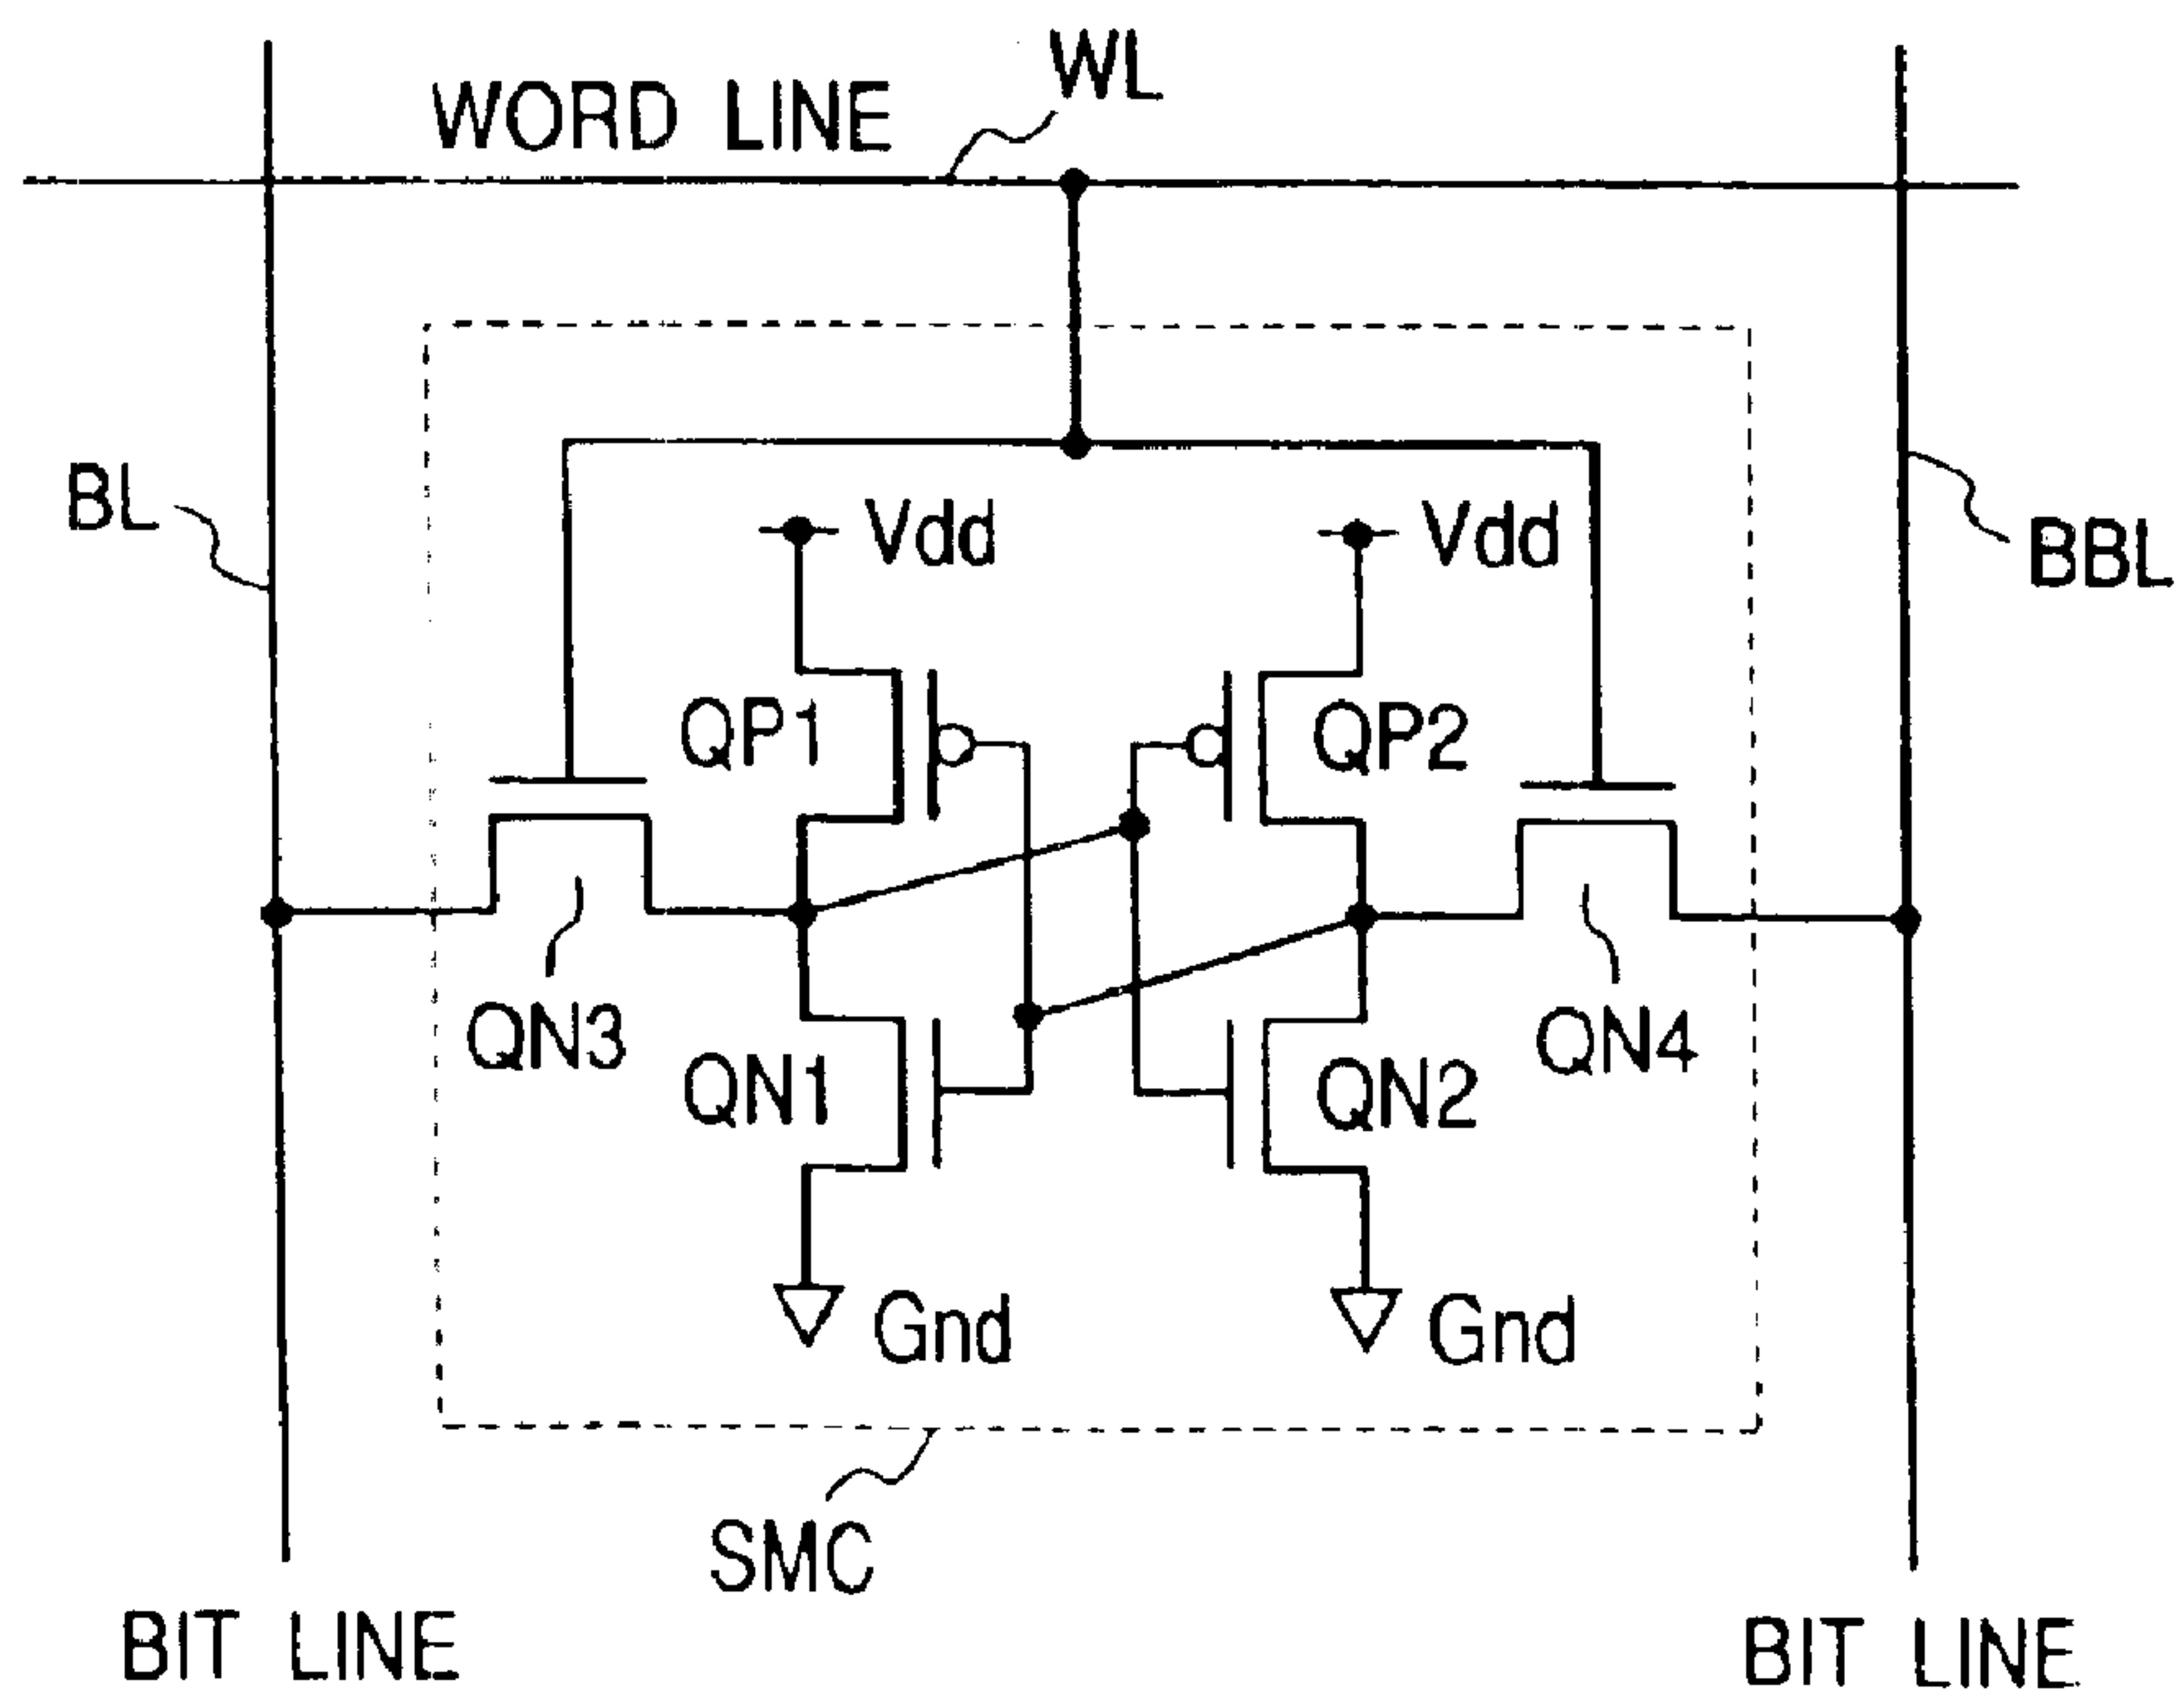 WL
WORD LINE
BL
Vdd
Vdd
BBL
QP1
QP2
QN3
QN4
QN1
QN2
Gnd
Gnd
SMC
BIT LINE
BIT LINE